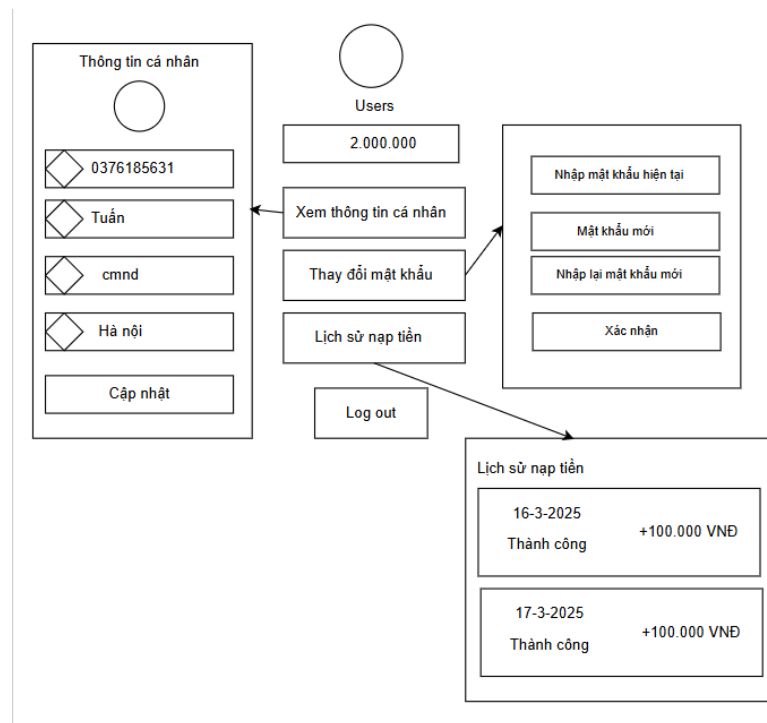 Thông tin cá nhân
0376185631
Tuấn
cmnd
Hà nội
Cập nhật
Users
2.000.000
Xem thông tin cá nhân
Thay đổi mật khẩu
Lịch sử nạp tiền
Log out
Nhập mật khẩu hiện tại
Mật khẩu mới
Nhập lại mật khẩu mới
Xác nhận
Lịch sử nạp tiền
16-3-2025
Thành công
+100.000 VNĐ
17-3-2025
Thành công
+100.000 VNĐ